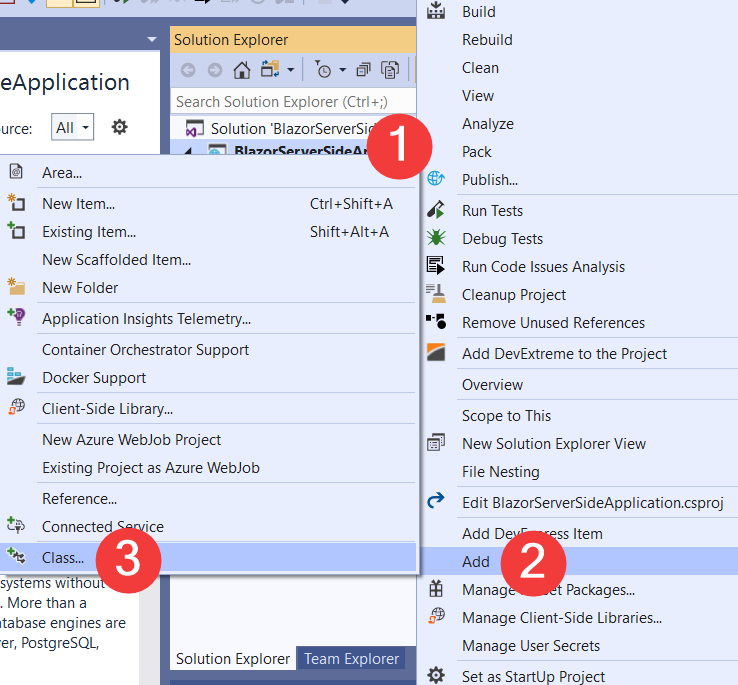 eApplication
urce:
All
Solution Explorer
Search Solution Explorer (Ctrl+;)
Solution 'BlazorServerSid
BlazorServerSideA
1
Area...
New Item... Ctrl+Shift+A
Existing Item... Shift+Alt+A
New Scaffolded Item...
New Folder
Application Insights Telemetry...
Container Orchestrator Support
Docker Support
Client-Side Library...
New Azure WebJob Project
Existing Project as Azure WebJob
Reference...
Connected Service
Class...
3
systems without
. More than a
tabase engines are
ver, PostgreSQL,
Solution Explorer
Team Explorer
Build
Rebuild
Clean
View
Analyze
Pack
Publish...
Run Tests
Debug Tests
Run Code Issues Analysis
Cleanup Project
Remove Unused References
Add DevExtreme to the Project
Overview
Scope to This
New Solution Explorer View
File Nesting
Edit BlazorServerSideApplication.csproj
Add DevExpress Item
Add
2
Manage et Packages...
Manage Client-Side Libraries...
Manage User Secrets
Set as StartUp Project